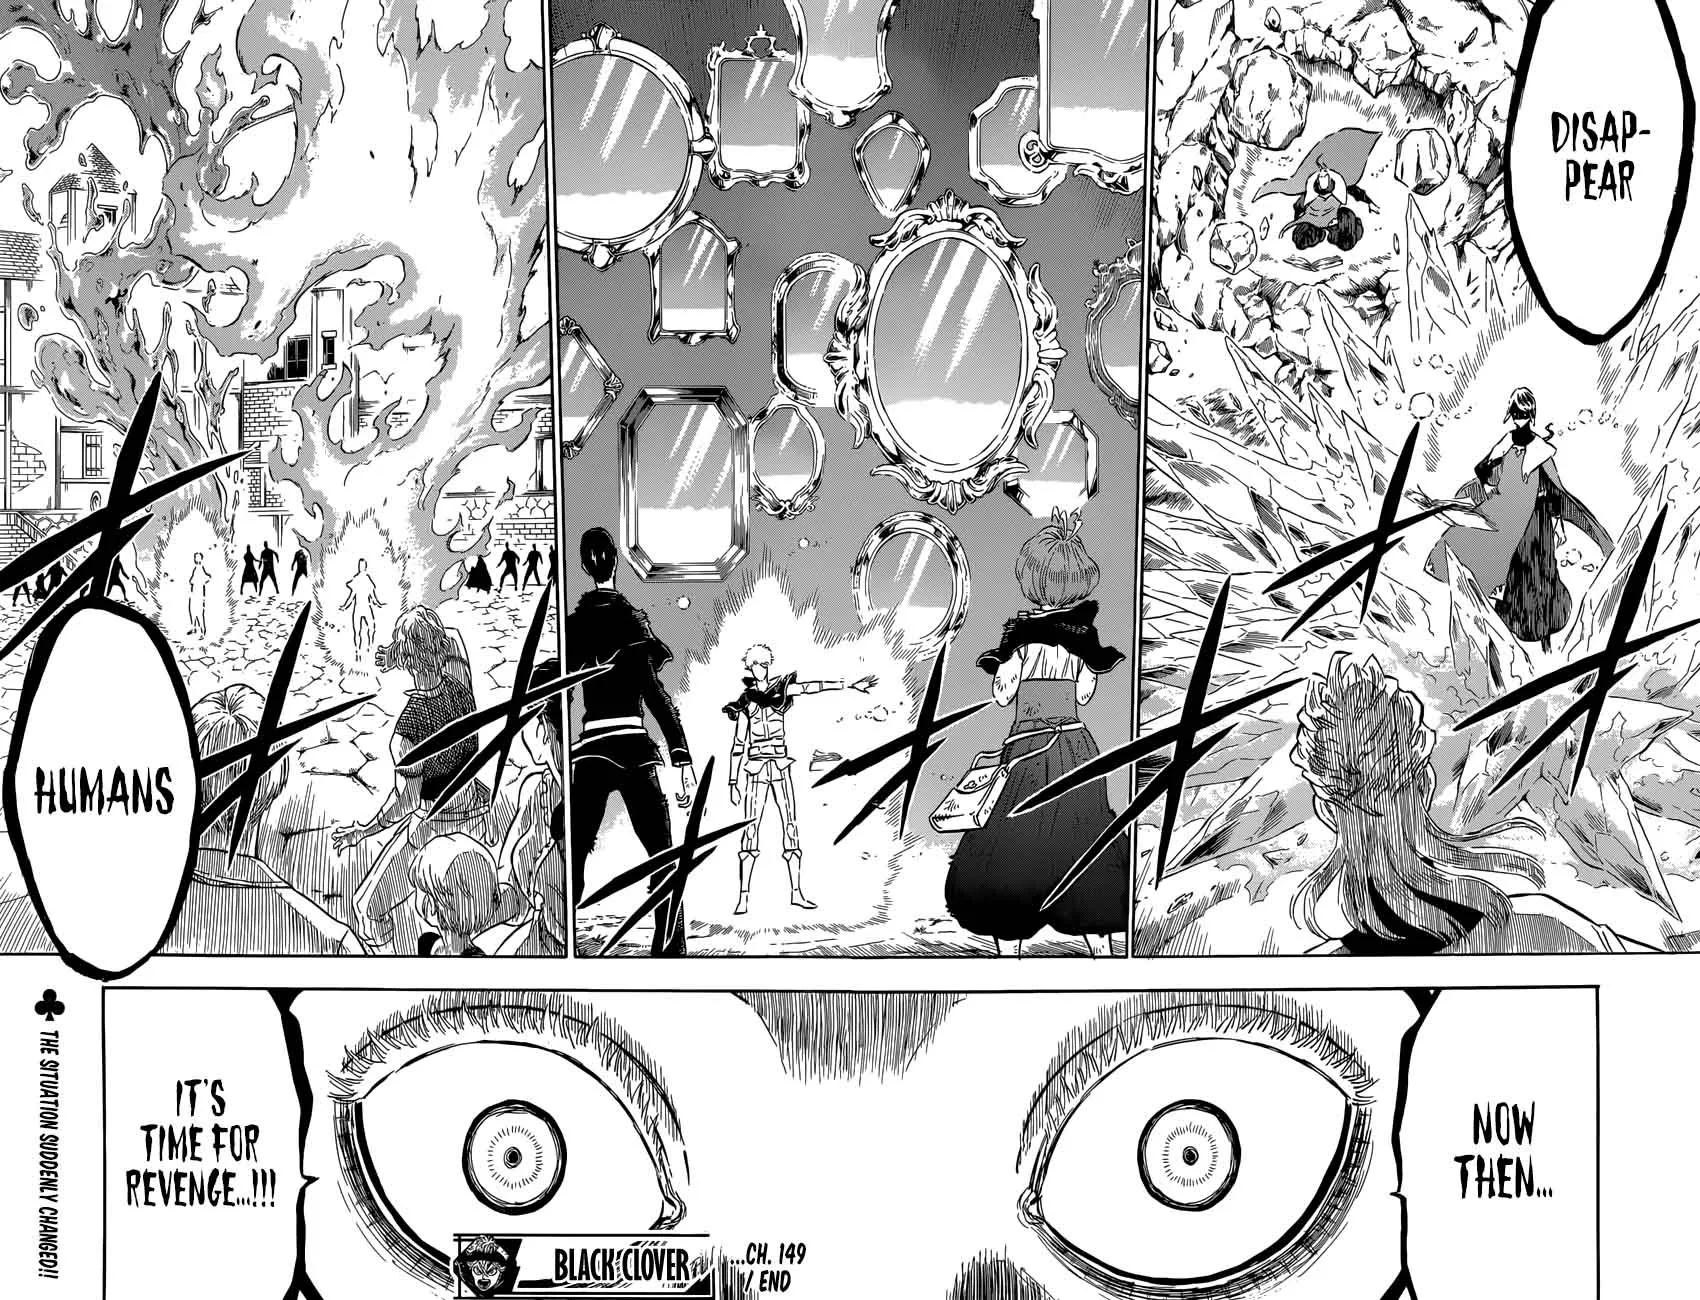 DISAP-
PEAR
HUMANS
NOW
THEN...
IT'S
TIME FOR
REVENGE...!!!
♣ THE SITUATION SUDDENLY CHANGED!!
BLACK CLOVER
...CH. 149
/ END